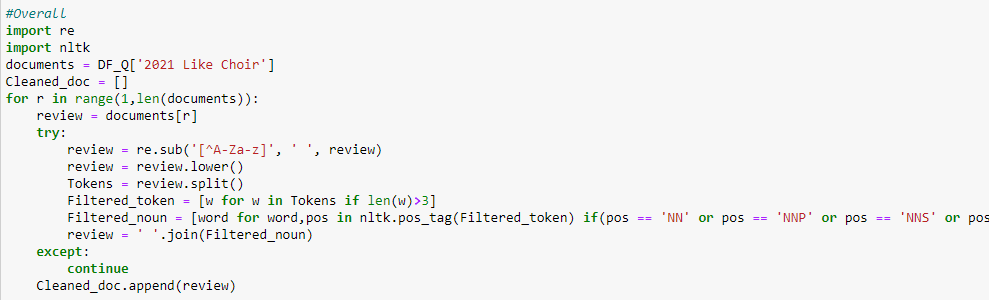 #Overall
import re
import nltk
documents = DF_Q['2021 Like Choir']
Cleaned_doc = []
for r in range(1,len(documents)):
    review = documents[r]
    try:
        review = re.sub('[^A-Za-z]', ' ', review)
        review = review.lower()
        Tokens = review.split()
        Filtered_token = [w for w in Tokens if len(w)>3]
        Filtered_noun = [word for word,pos in nltk.pos_tag(Filtered_token) if(pos == 'NN' or pos == 'NNP' or pos == 'NNS' or pos
        review = ' '.join(Filtered_noun)
    except:
        continue
    Cleaned_doc.append(review)